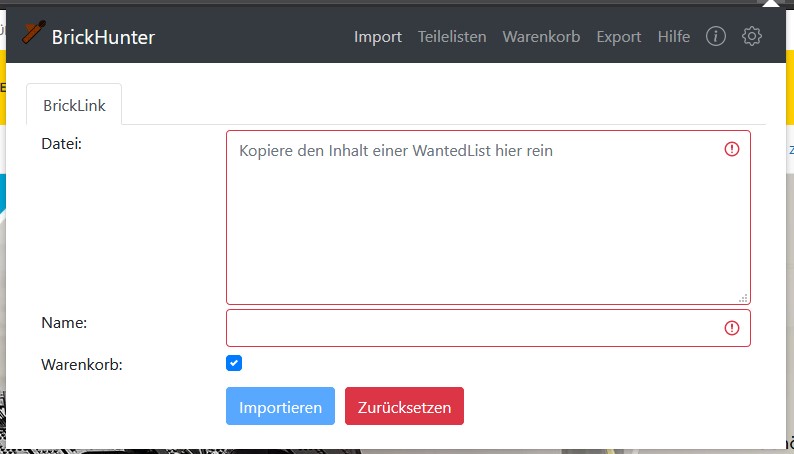 BrickHunter Import Teilelisten Warenkorb Export Hilfe
BrickLink
Datei: Kopiere den Inhalt einer WantedList hier rein
Name:
Warenkorb:
Importieren Zurücksetzen